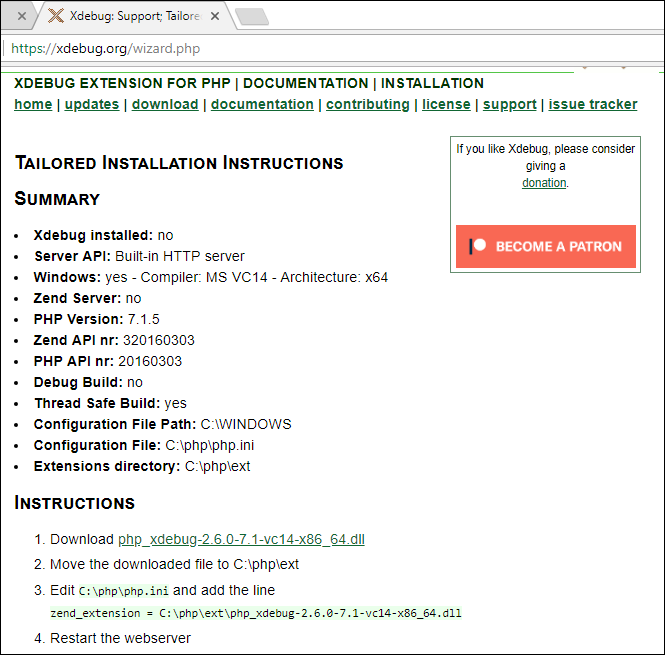 Xdebug: Support; Tailore
https://xdebug.org/wizard.php
XDEBUG EXTENSION FOR PHP | DOCUMENTATION | INSTALLATION
home | updates | download | documentation | contributing | license | support | issue tracker
If you like Xdebug, please consider
giving a
donation.
BECOME A PATRON
TAILORED INSTALLATION INSTRUCTIONS
SUMMARY
• Xdebug installed: no
• Server API: Built-in HTTP server
• Windows: yes - Compiler: MS VC14 - Architecture: x64
• Zend Server: no
• PHP Version: 7.1.5
• Zend API nr: 320160303
• PHP API nr: 20160303
• Debug Build: no
• Thread Safe Build: yes
• Configuration File Path: C:\WINDOWS
• Configuration File: C:\php\php.ini
• Extensions directory: C:\php\ext
INSTRUCTIONS
1. Download php_xdebug-2.6.0-7.1-vc14-x86_64.dll
2. Move the downloaded file to C:\php\ext
3. Edit C:\php\php.ini and add the line
zend_extension = C:\php\ext\php_xdebug-2.6.0-7.1-vc14-x86_64.dll
4. Restart the webserver